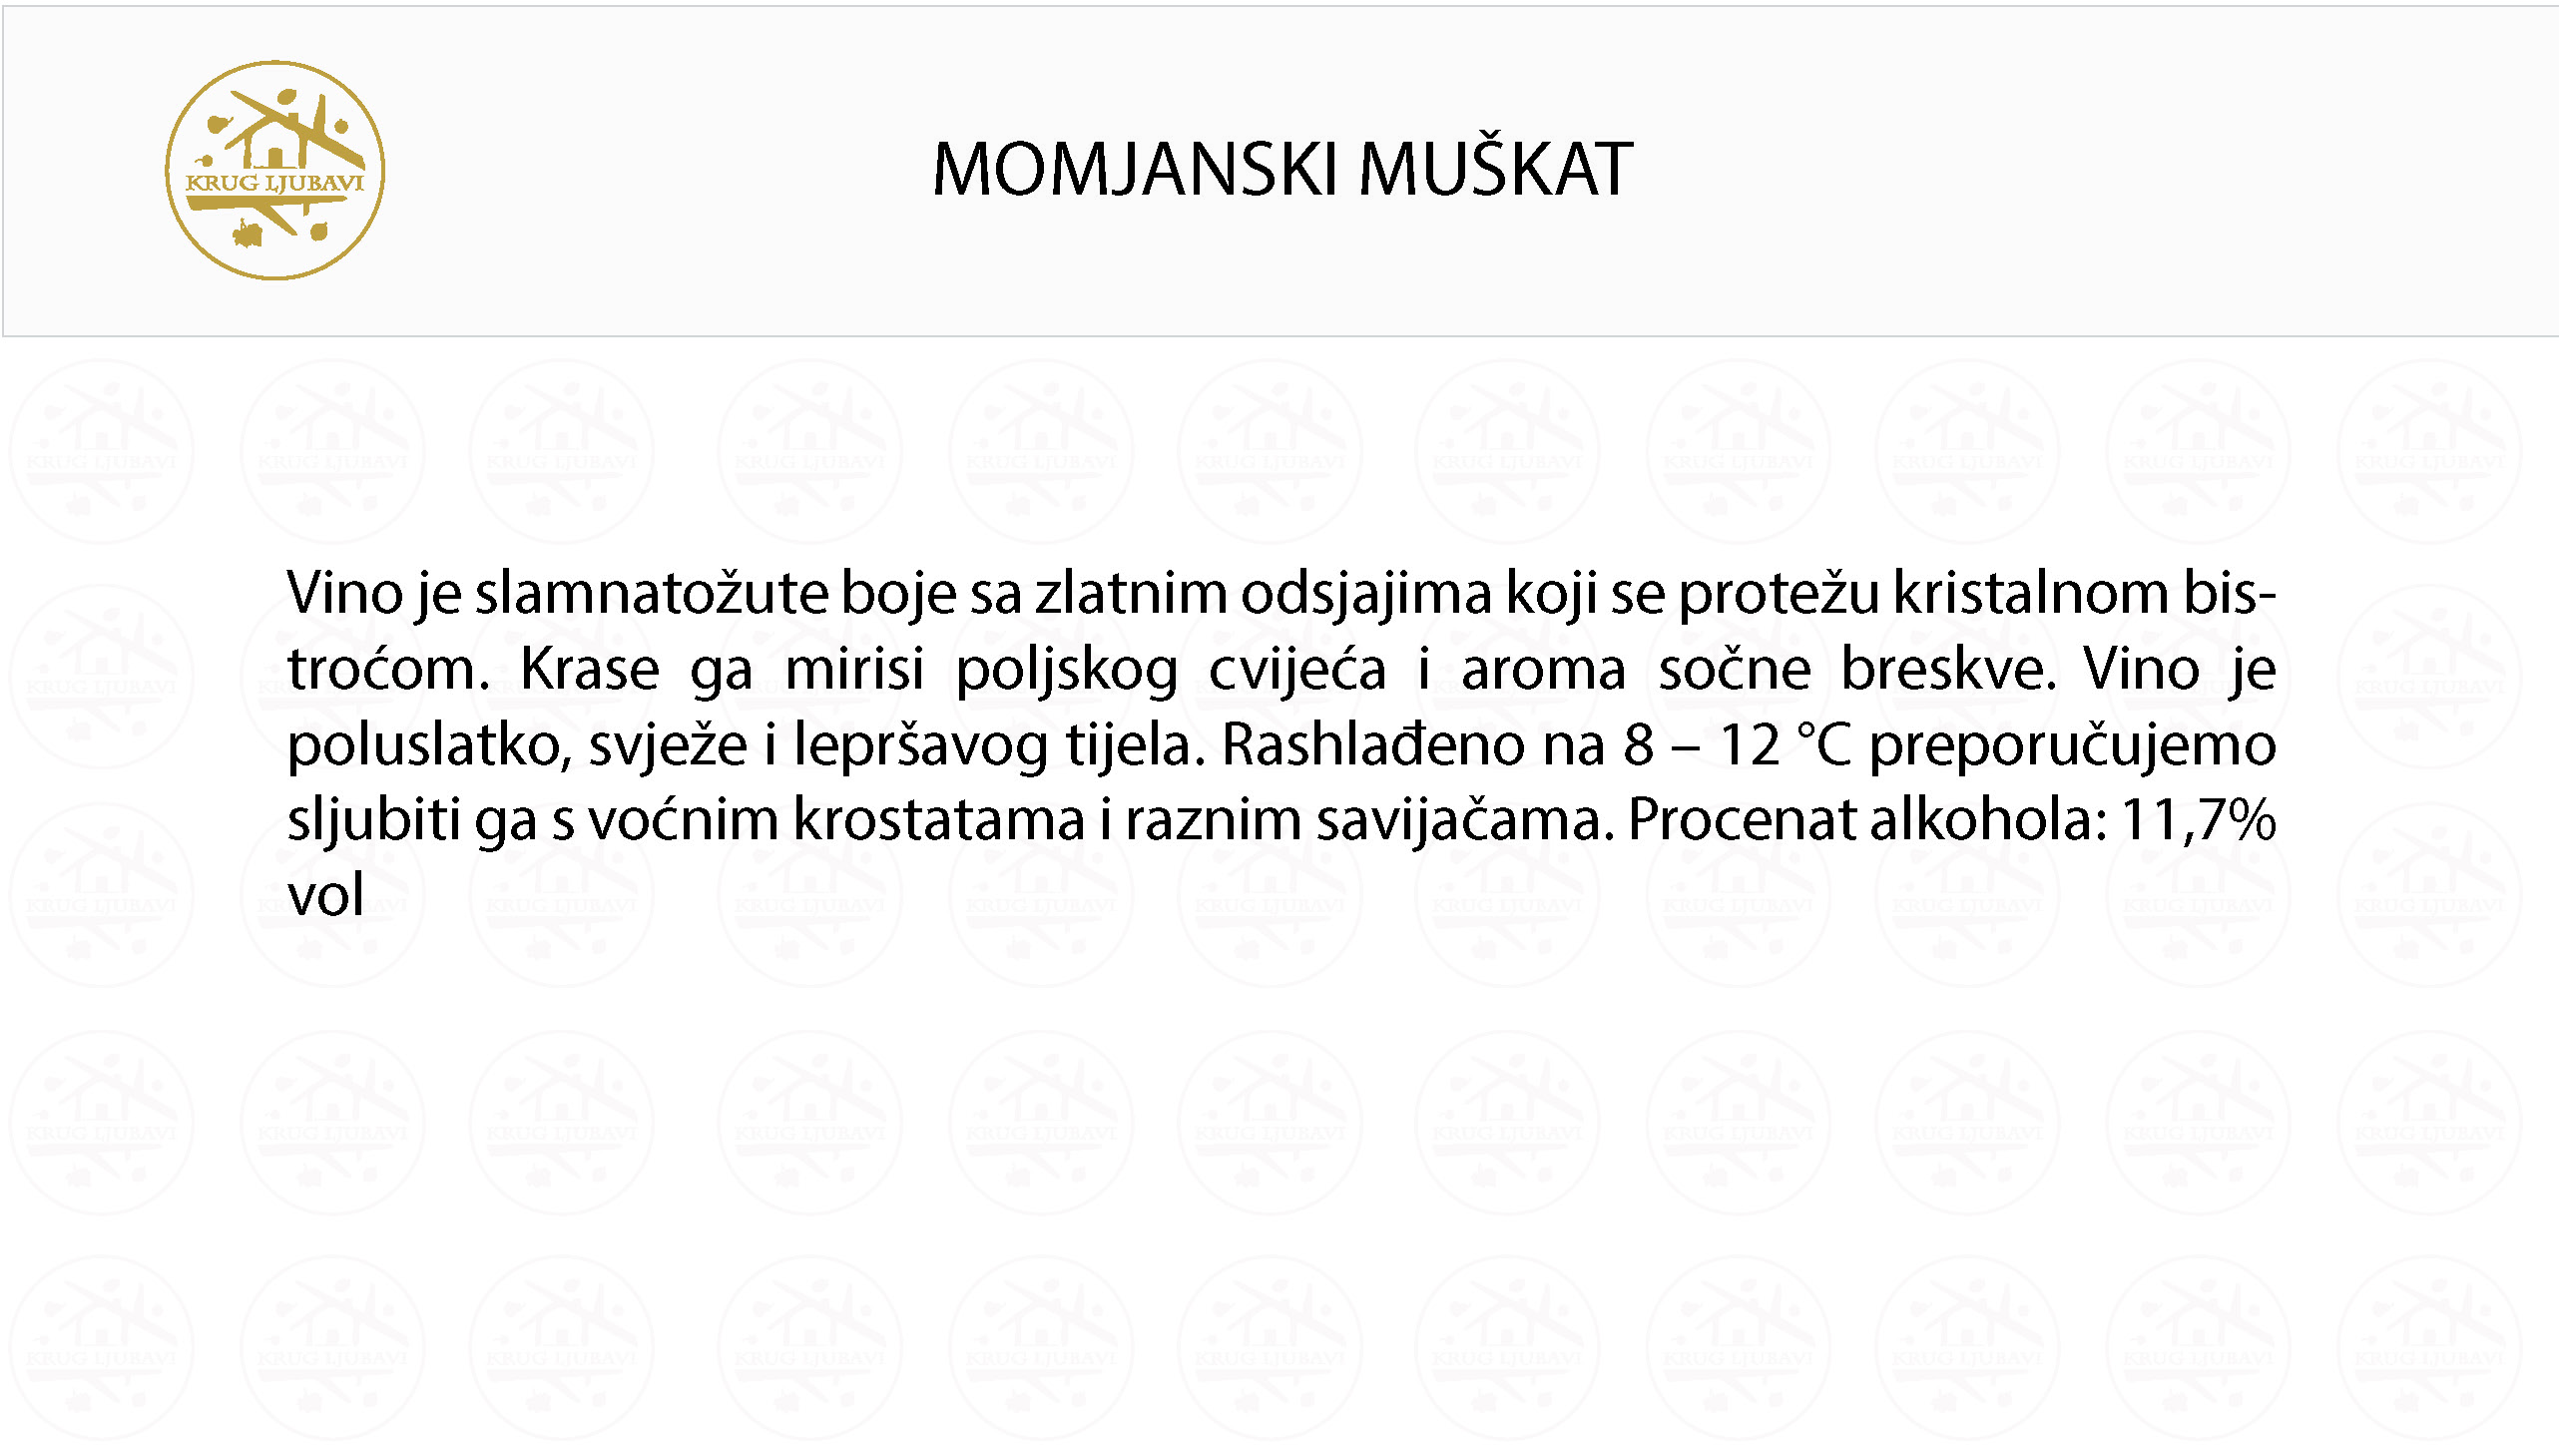 KRUG LJUBAVI
MOMJANSKI MUŠKAT
Vino je slamnatožute boje sa zlatnim odsjajima koji se protežu kristalnom bis-
troćom. Krase ga mirisi poljskog cvijeća i aroma sočne breskve. Vino je
poluslatko, svježe i lepršavog tijela. Rashlađeno na 8 – 12 °C preporučujemo
sljubiti ga s voćnim krostatama i raznim savijačama. Procenat alkohola: 11,7%
vol